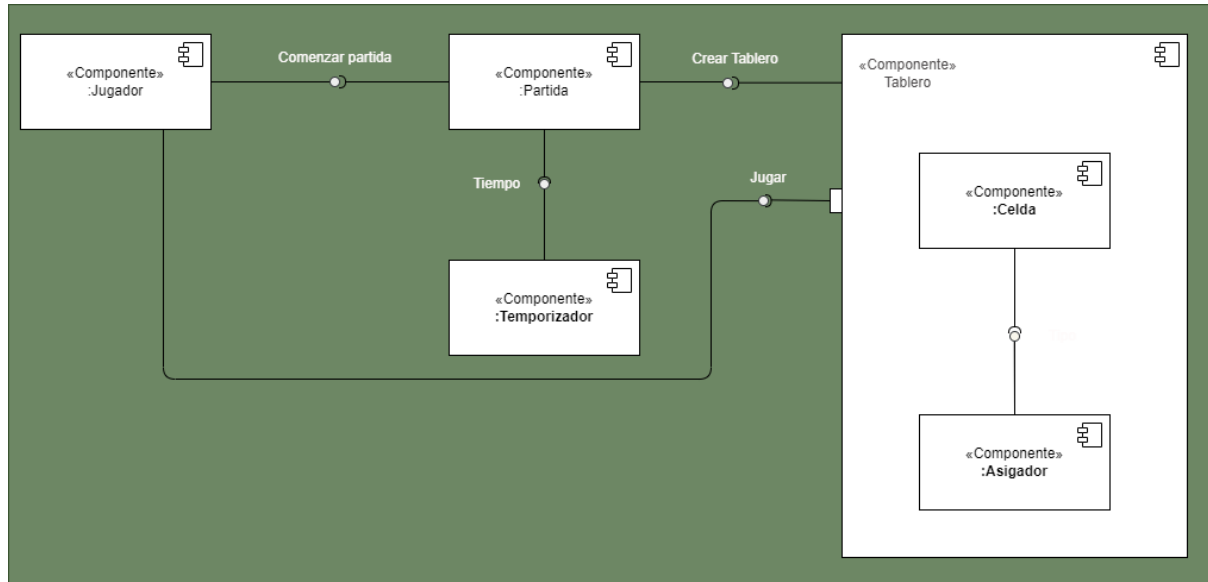 «Componente»
:Jugador
Comenzar partida
«Componente»
:Partida
Crear Tablero
«Componente»
Tablero
Tiempo
Jugar
«Componente»
:Celda
«Componente»
:Temporizador
«Componente»
:Asigador